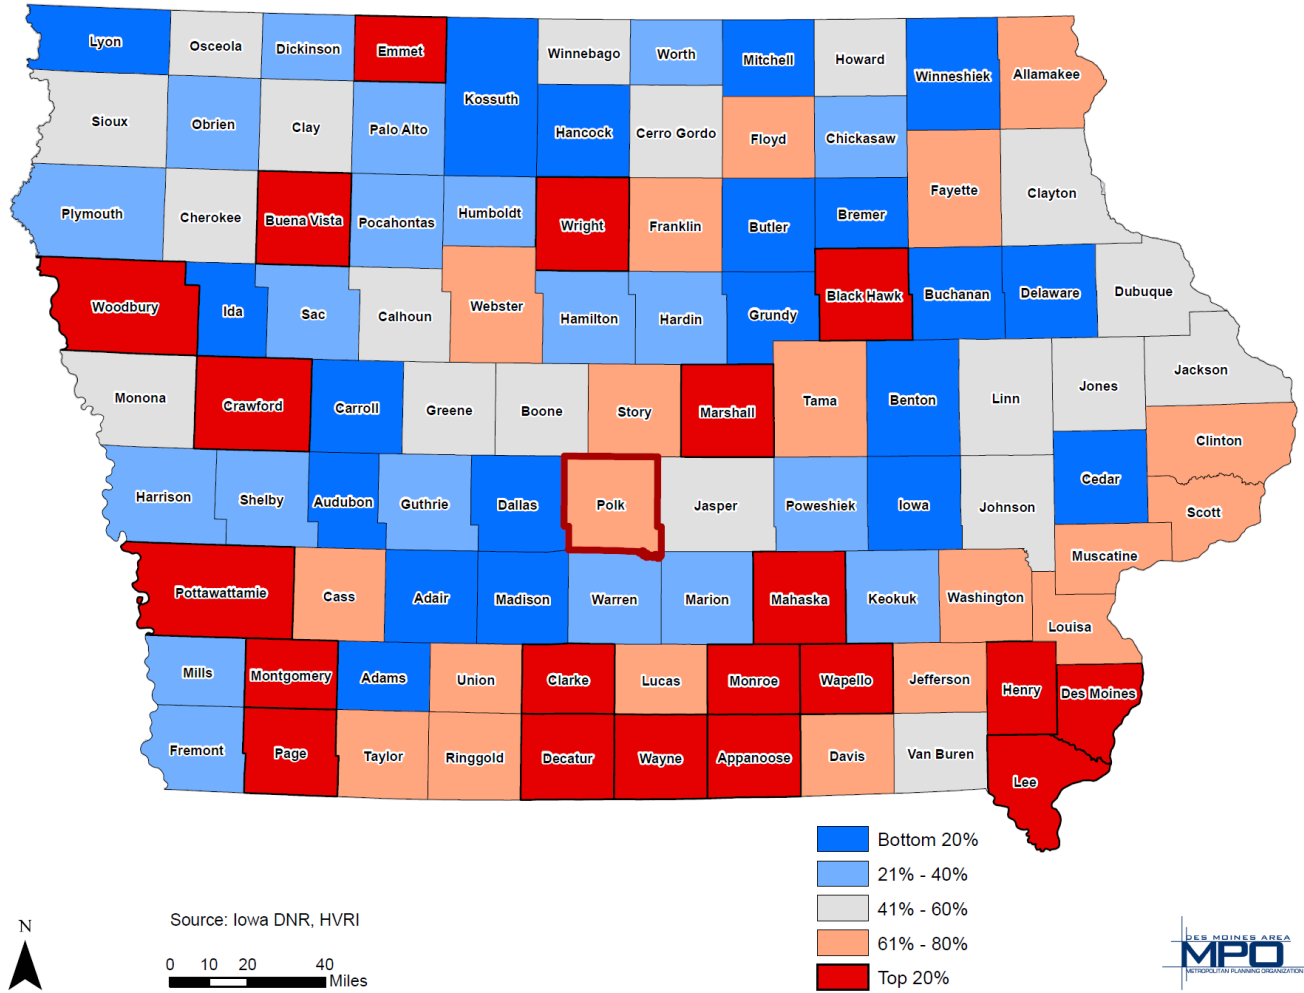 Lyon
Osceola
Dickinson
Emmet
Kossuth
Winnebago
Worth
Mitchell
Howard
Winneshiek
Allamakee
Sioux
Obrien
Clay
Palo Alto
Hancock
Cerro Gordo
Floyd
Chickasaw
Fayette
Clayton
Plymouth
Cherokee
Buena Vista
Pocahontas
Humboldt
Wright
Franklin
Butler
Bremer
Woodbury
Ida
Sac
Calhoun
Webster
Hamilton
Hardin
Grundy
Black Hawk
Buchanan
Delaware
Dubuque
Monona
Crawford
Carroll
Greene
Boone
Story
Marshall
Tama
Benton
Linn
Jones
Jackson
Clinton
Harrison
Shelby
Audubon
Guthrie
Dallas
Polk
Jasper
Poweshiek
Iowa
Johnson
Cedar
Scott
Muscatine
Pottawattamie
Cass
Adair
Madison
Warren
Marion
Mahaska
Keokuk
Washington
Louisa
Mills
Montgomery
Adams
Union
Clarke
Lucas
Monroe
Wapello
Jefferson
Henry
Des Moines
Fremont
Page
Taylor
Ringgold
Decatur
Wayne
Appanoose
Davis
Van Buren
Lee
Bottom 20%
21% - 40%
41% - 60%
61% - 80%
Top 20%
N
Source: Iowa DNR, HVRI
0 10 20 40
Miles
DES MOINES AREA
MPO
METROPOLITAN PLANNING ORGANIZATION